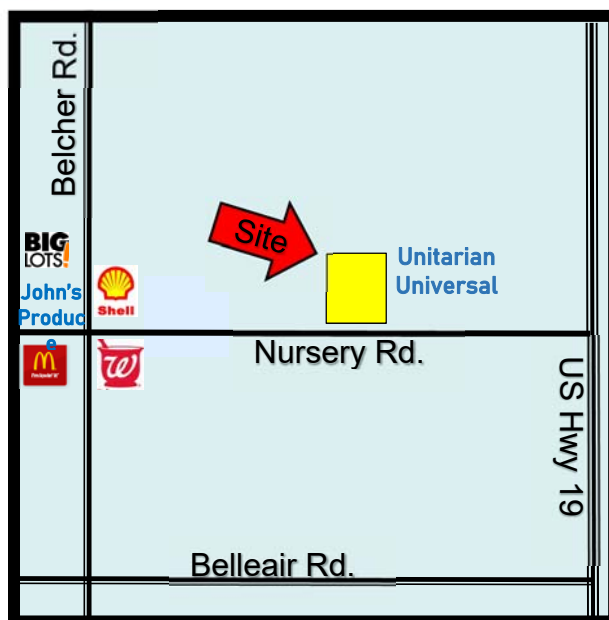 Belcher Rd.
BIG
LOTS!
Site
Unitarian
Universal
John's
Produc
e
Shell
Nursery Rd.
US Hwy 19
Belleair Rd.